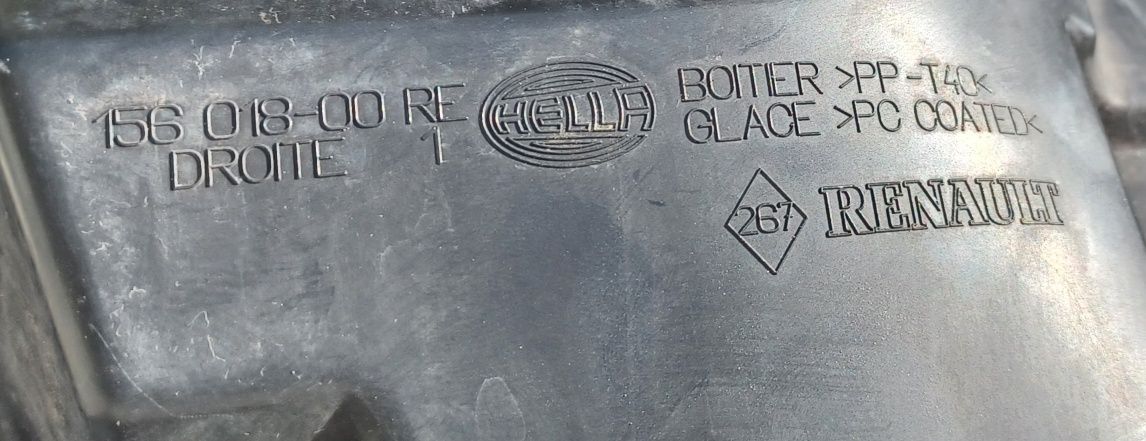 156 018-00 RE
DROITE 1
HELLA
BOITIER >PP-T40<
GLACE >PC COATED<
267 RENAULT